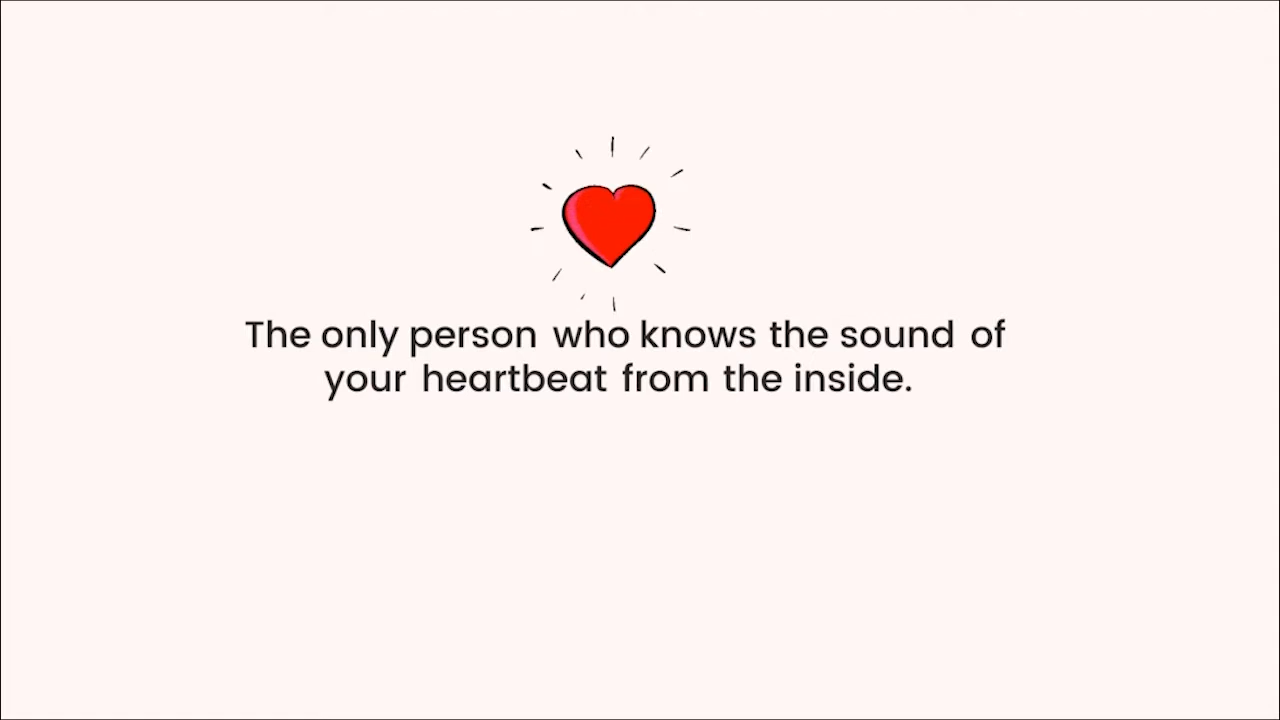 The only person who knows the sound of
your heartbeat from the inside.